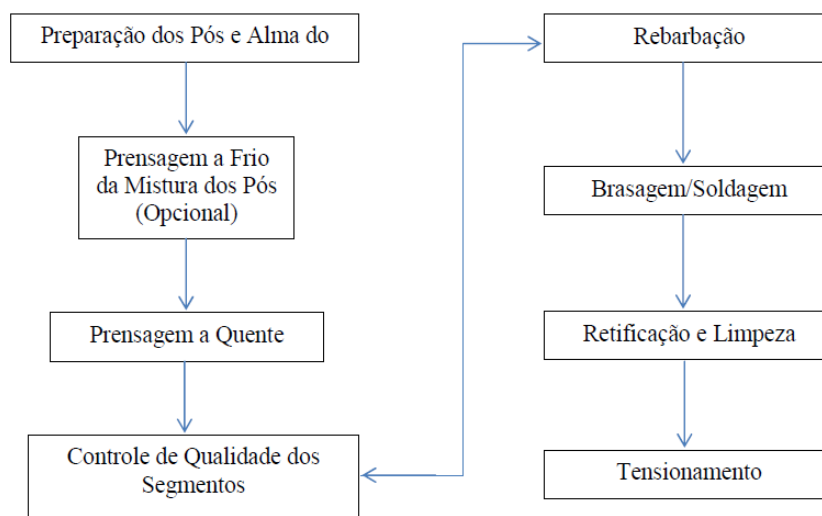 Preparação dos Pós e Alma do
Prensagem a Frio
da Mistura dos Pós
(Opcional)
Prensagem a Quente
Controle de Qualidade dos
Segmentos
Rebarbação
Brasagem/Soldagem
Retificação e Limpeza
Tensionamento